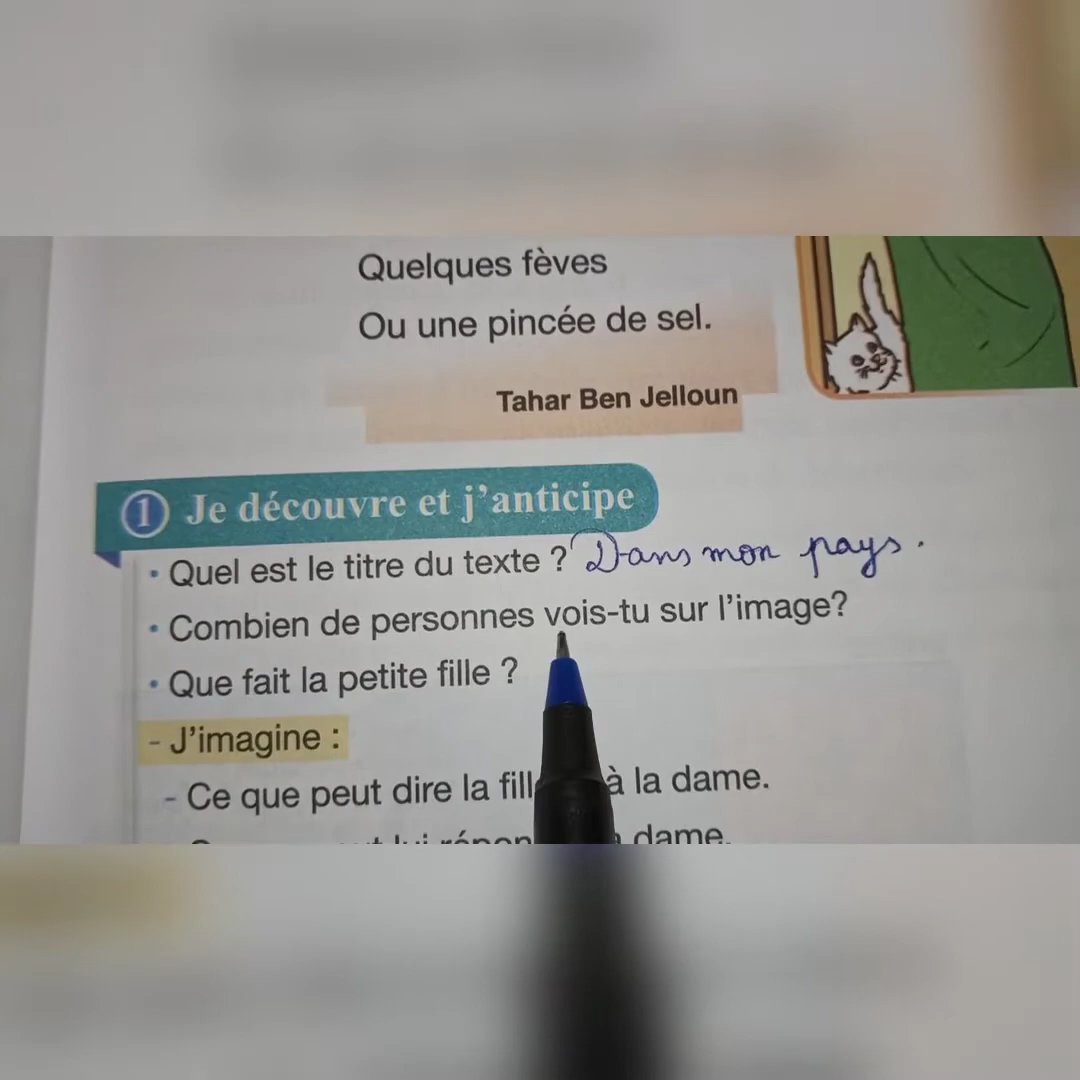 Quelques fèves
Ou une pincée de sel.
Tahar Ben Jelloun
1 Je découvre et j'anticipe
• Quel est le titre du texte ? Dans mon pays.
• Combien de personnes vois-tu sur l'image?
• Que fait la petite fille ?
- J'imagine :
- Ce que peut dire la fill à la dame.
dame.